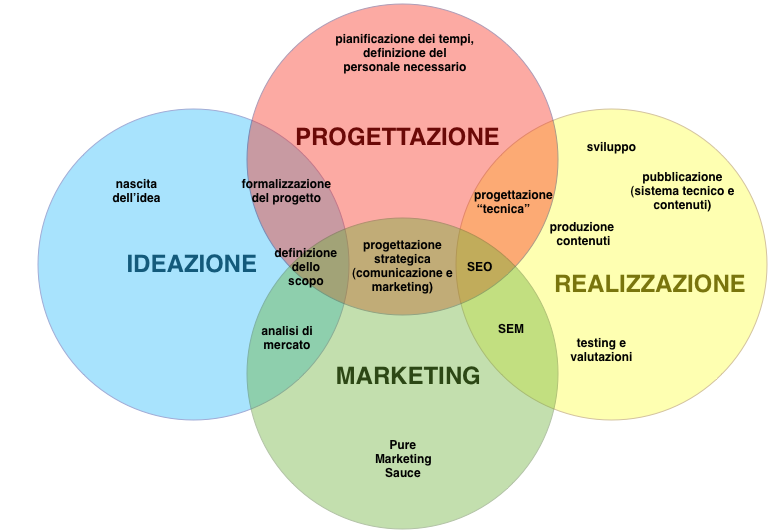 pianificazione dei tempi,
definizione del
personale necessario
PROGETTAZIONE
sviluppo
pubblicazione
(sistema tecnico e
contenuti)
nascita
dell'idea
formalizzazione
del progetto
progettazione
“tecnica”
produzione
contenuti
IDEAZIONE
definizione
dello
scopo
progettazione
strategica
(comunicazione e
marketing)
SEO
REALIZZAZIONE
analisi di
mercato
SEM
testing e
valutazioni
MARKETING
Pure
Marketing
Sauce